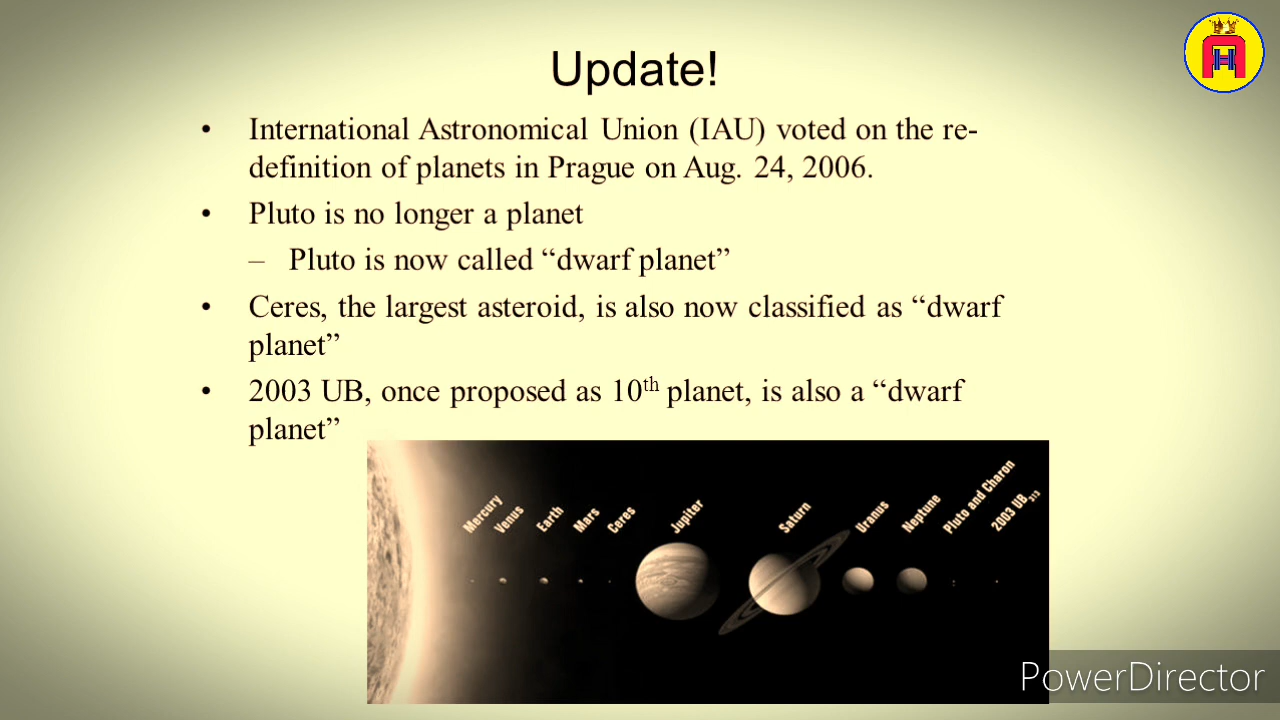 Update!
• International Astronomical Union (IAU) voted on the re-
definition of planets in Prague on Aug. 24, 2006.
• Pluto is no longer a planet
– Pluto is now called “dwarf planet”
• Ceres, the largest asteroid, is also now classified as “dwarf
planet”
• 2003 UB, once proposed as 10th planet, is also a “dwarf
planet”
Mercury
Venus
Earth
Mars
Ceres
Jupiter
Saturn
Uranus
Neptune
Pluto and Charon
2003 UB313
PowerDirector
AH